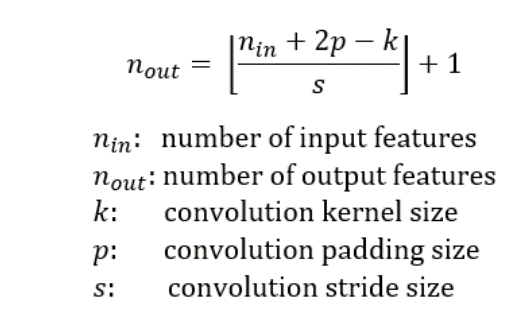 n_out = ⌊(n_in + 2p − k) / s⌋ + 1
n_in: number of input features
n_out: number of output features
k: convolution kernel size
p: convolution padding size
s: convolution stride size